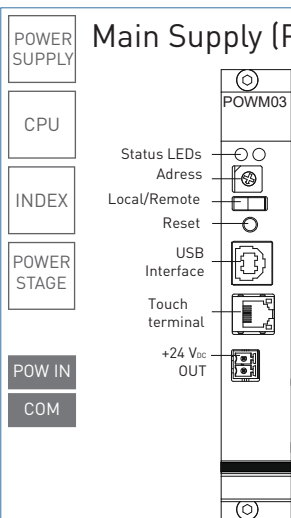 POWER
SUPPLY
CPU
INDEX
POWER
STAGE
POW IN
COM
Main Supply (
POWM03
Status LEDs
Adress
Local/Remote
Reset
USB
Interface
Touch
terminal
+24 VDC
OUT